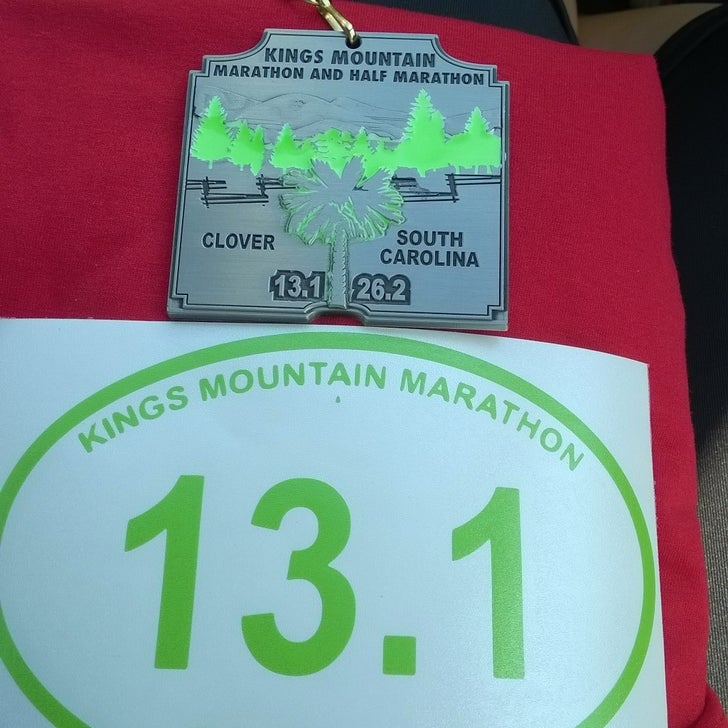 KINGS MOUNTAIN
MARATHON AND HALF MARATHON
CLOVER
SOUTH
CAROLINA
13.1 26.2
KINGS MOUNTAIN MARATHON
13.1